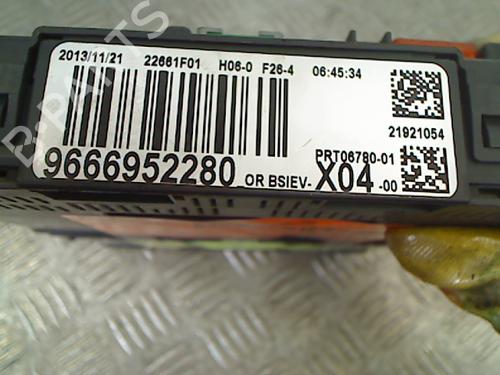 2013/11/21 22661F01 H06-0 F26-4 06:45:34
21921054
PRT06780-01
9666952280 OR BSIEV- X04 -00
B-PARTS